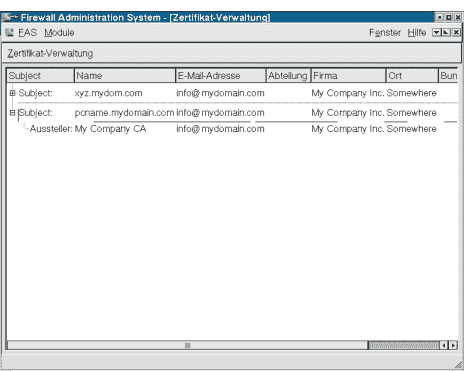 Firewall Administration System - [Zertifikat-Verwaltung]
FAS Module Fenster Hilfe
Zertifikat-Verwaltung
Subject Name E-Mail-Adresse Abteilung Firma Ort Bun
Subject: xyz.mydom.com info@mydomain.com My Company Inc. Somewhere
Subject: pcname.mydomain.com info@mydomain.com My Company Inc. Somewhere
Aussteller: My Company CA info@mydomain.com My Company Inc. Somewhere